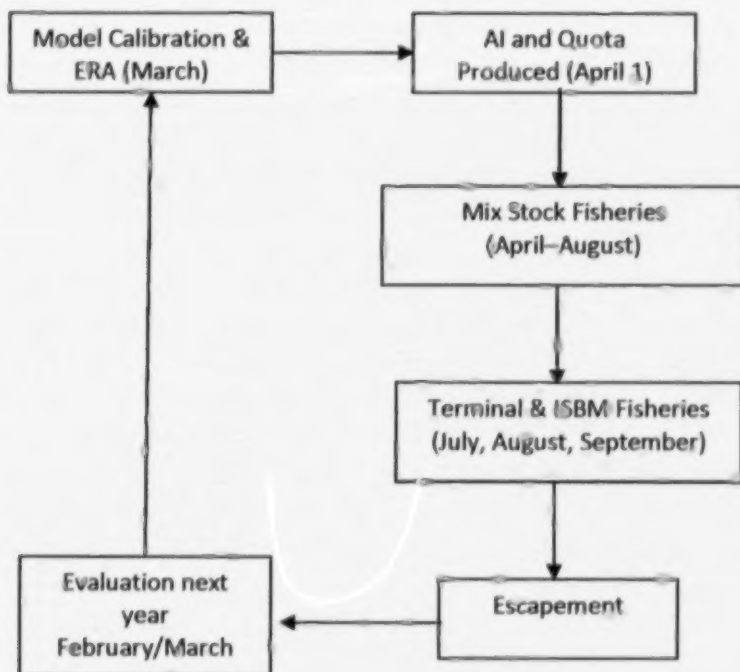 Model Calibration &
ERA (March)
AI and Quota
Produced (April 1)
Mix Stock Fisheries
(April–August)
Terminal & ISBM Fisheries
(July, August, September)
Escapement
Evaluation next
year
February/March